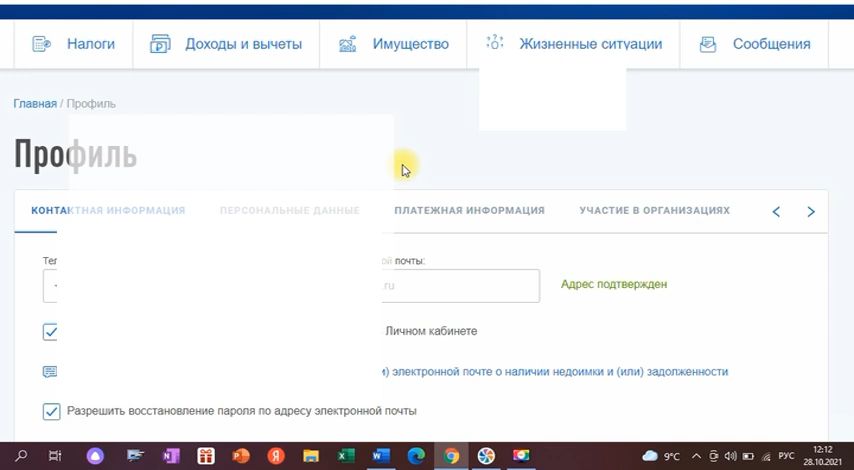 Налоги Доходы и вычеты Имущество Жизненные ситуации Сообщения
Главная / Профиль
Профиль
КОНТАКТНАЯ ИНФОРМАЦИЯ ПЕРСОНАЛЬНЫЕ ДАННЫЕ ПЛАТЕЖНАЯ ИНФОРМАЦИЯ УЧАСТИЕ В ОРГАНИЗАЦИЯХ
почты:
.ru Адрес подтвержден
Личном кабинете
электронной почте о наличии недоимки и (или) задолженности
Разрешить восстановление пароля по адресу электронной почты
9°C РУС 12:12
28.10.2021